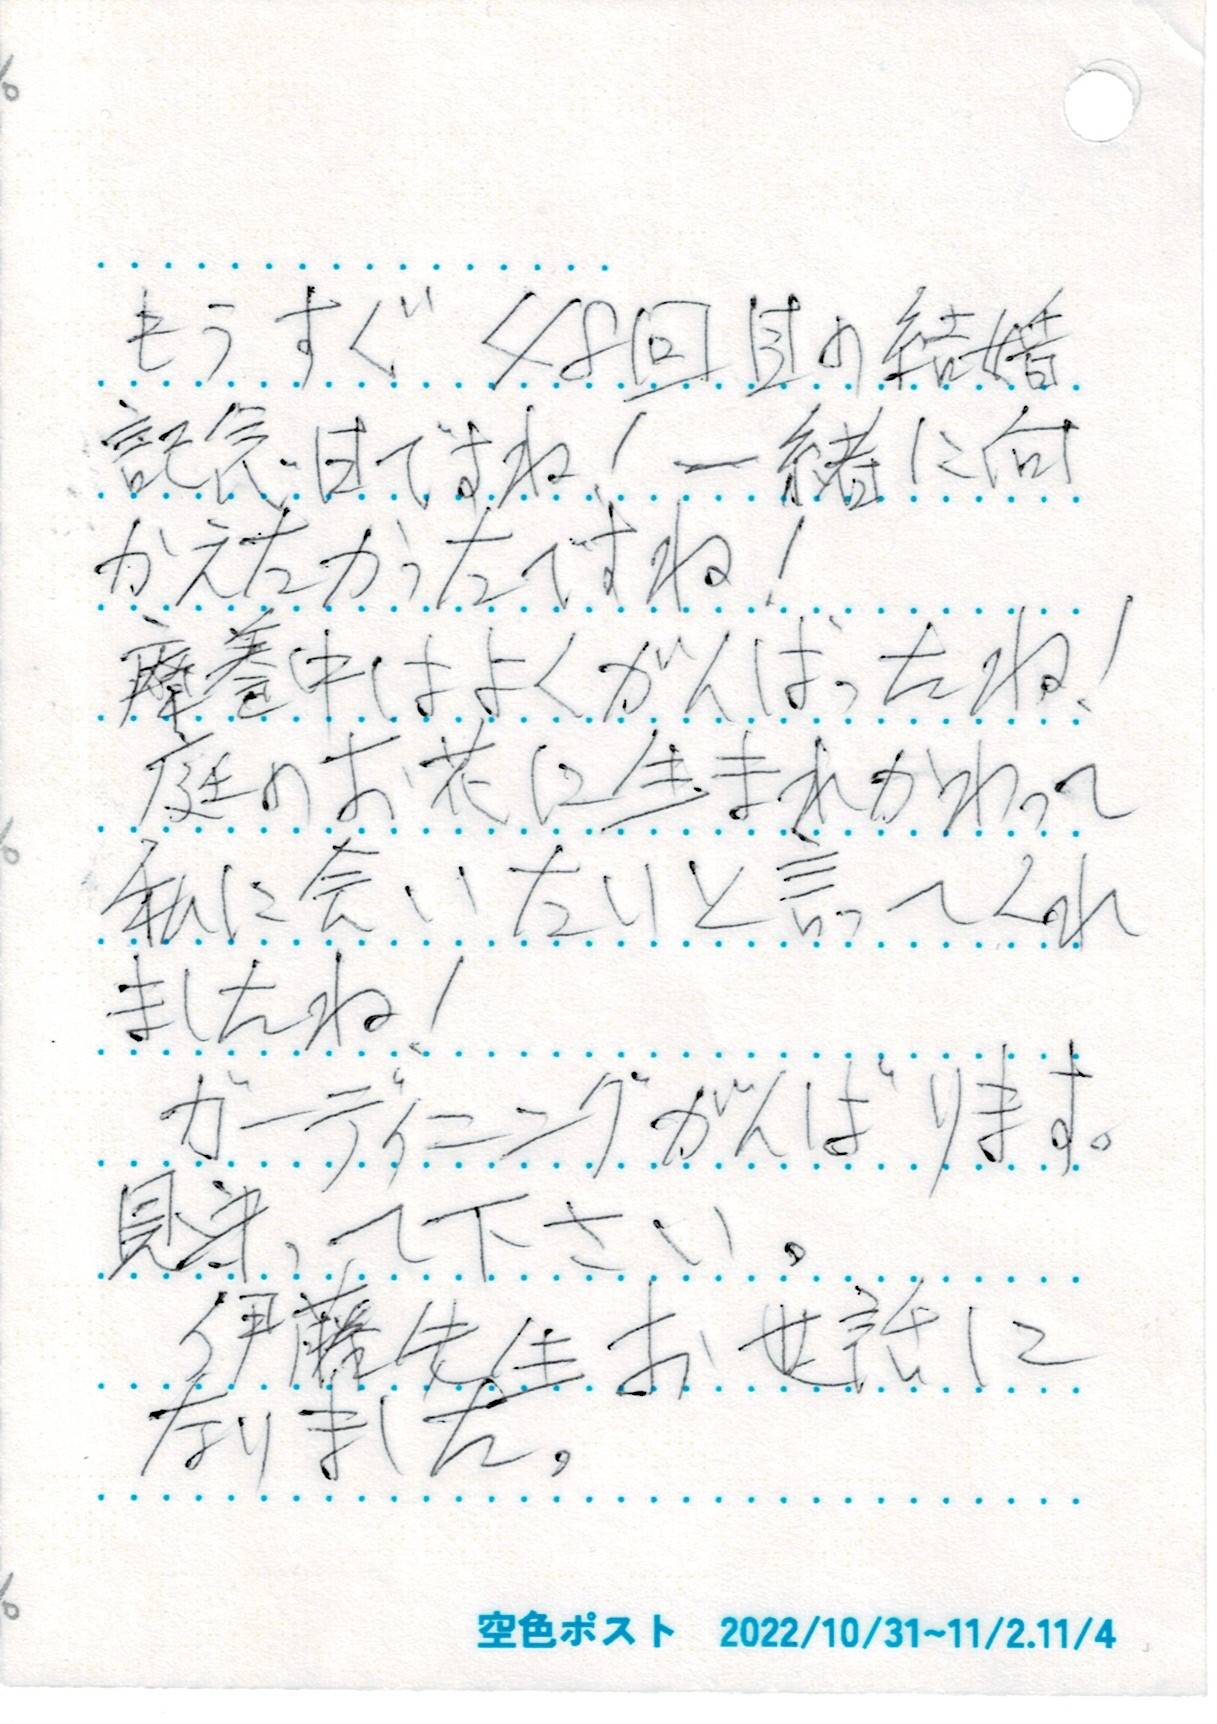 もうすぐ 48回目の結婚
記念日ですね！一緒に向
かえたかったですね！
中はよくがんばったね！
庭のお花に生まれかわって
私に会いたいと言ってくれ
ましたね！
ガーディニングがんばります。
見守って下さい。
伊藤先生お世話に
なりました。
空色ポスト 2022/10/31~11/2.11/4